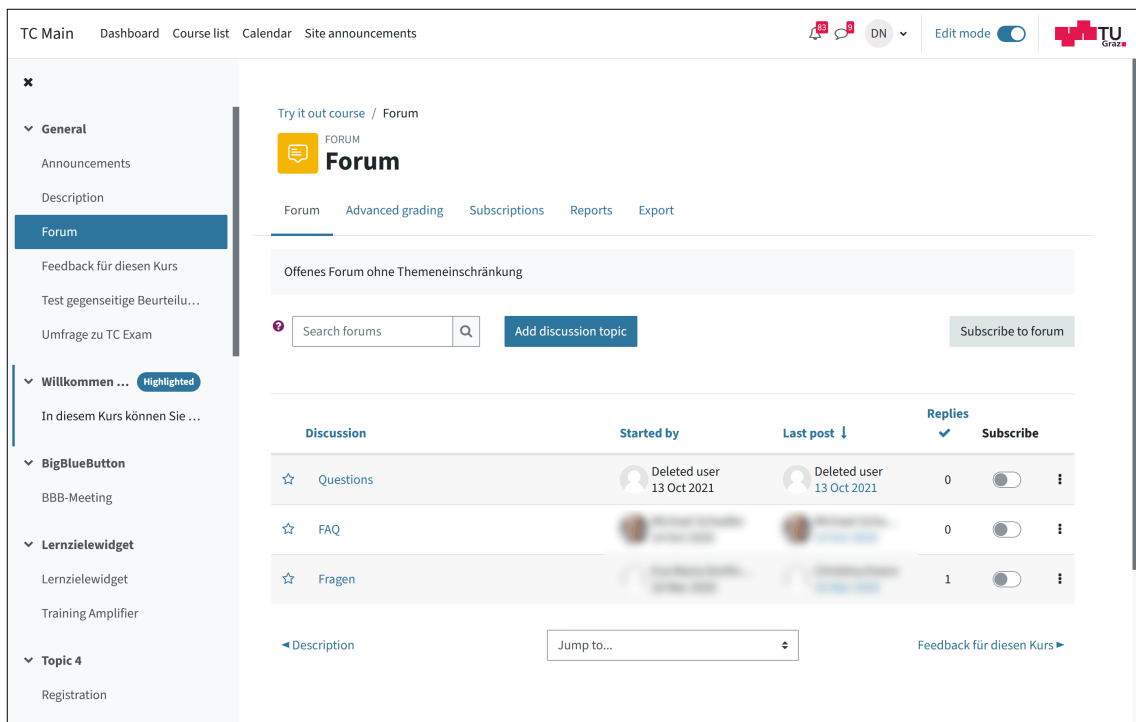 TC Main Dashboard Course list Calendar Site announcements 83 9 DN Edit mode TU Graz
General
Announcements
Description
Forum
Feedback für diesen Kurs
Test gegenseitige Beurteilu...
Umfrage zu TC Exam
Willkommen ... Highlighted
In diesem Kurs können Sie ...
BigBlueButton
BBB-Meeting
Lernzielewidget
Lernzielewidget
Training Amplifier
Topic 4
Registration
Try it out course / Forum
FORUM
Forum
Forum Advanced grading Subscriptions Reports Export
Offenes Forum ohne Themeneinschränkung
Search forums Add discussion topic Subscribe to forum
Discussion Started by Last post Replies Subscribe
Questions Deleted user 13 Oct 2021 Deleted user 13 Oct 2021 0
FAQ 0
Fragen 1
Description Jump to... Feedback für diesen Kurs